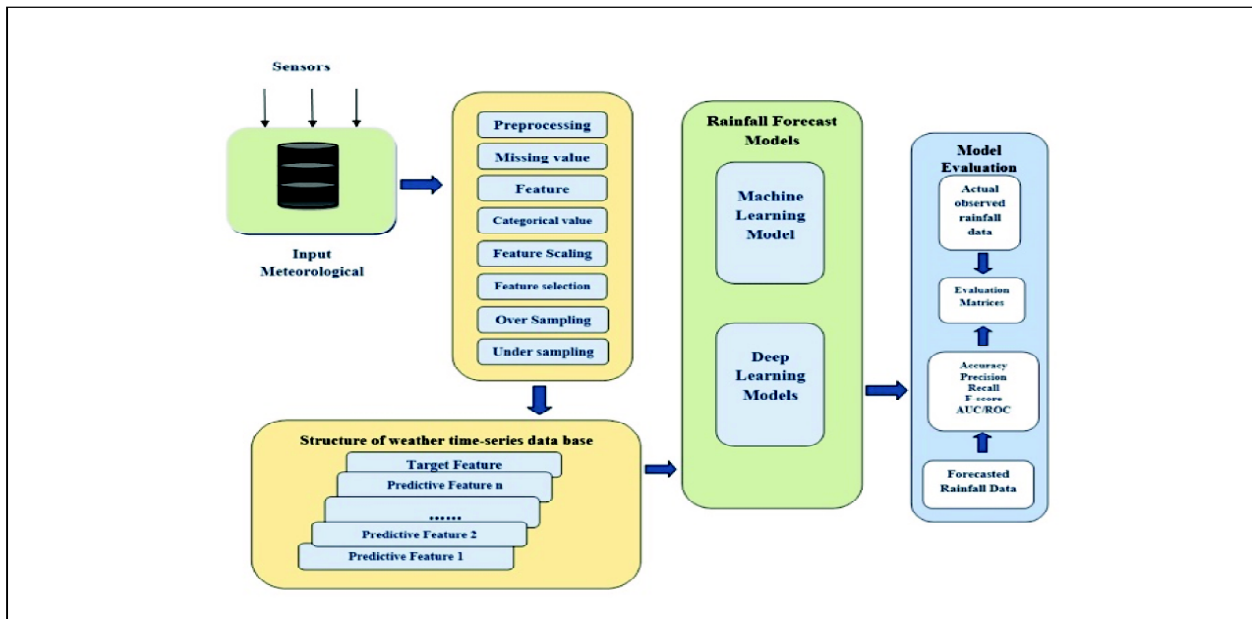 Sensors
Input
Meteorological
Preprocessing
Missing value
Feature
Categorical value
Feature Scaling
Feature selection
Over Sampling
Under sampling
Structure of weather time-series data base
Target Feature
Predictive Feature n
......
Predictive Feature 2
Predictive Feature 1
Rainfall Forecast
Models
Machine
Learning
Model
Deep
Learning
Models
Model
Evaluation
Actual
observed
rainfall
data
Evaluation
Matrices
Accuracy
Precision
Recall
F score
AUC/ROC
Forecasted
Rainfall Data